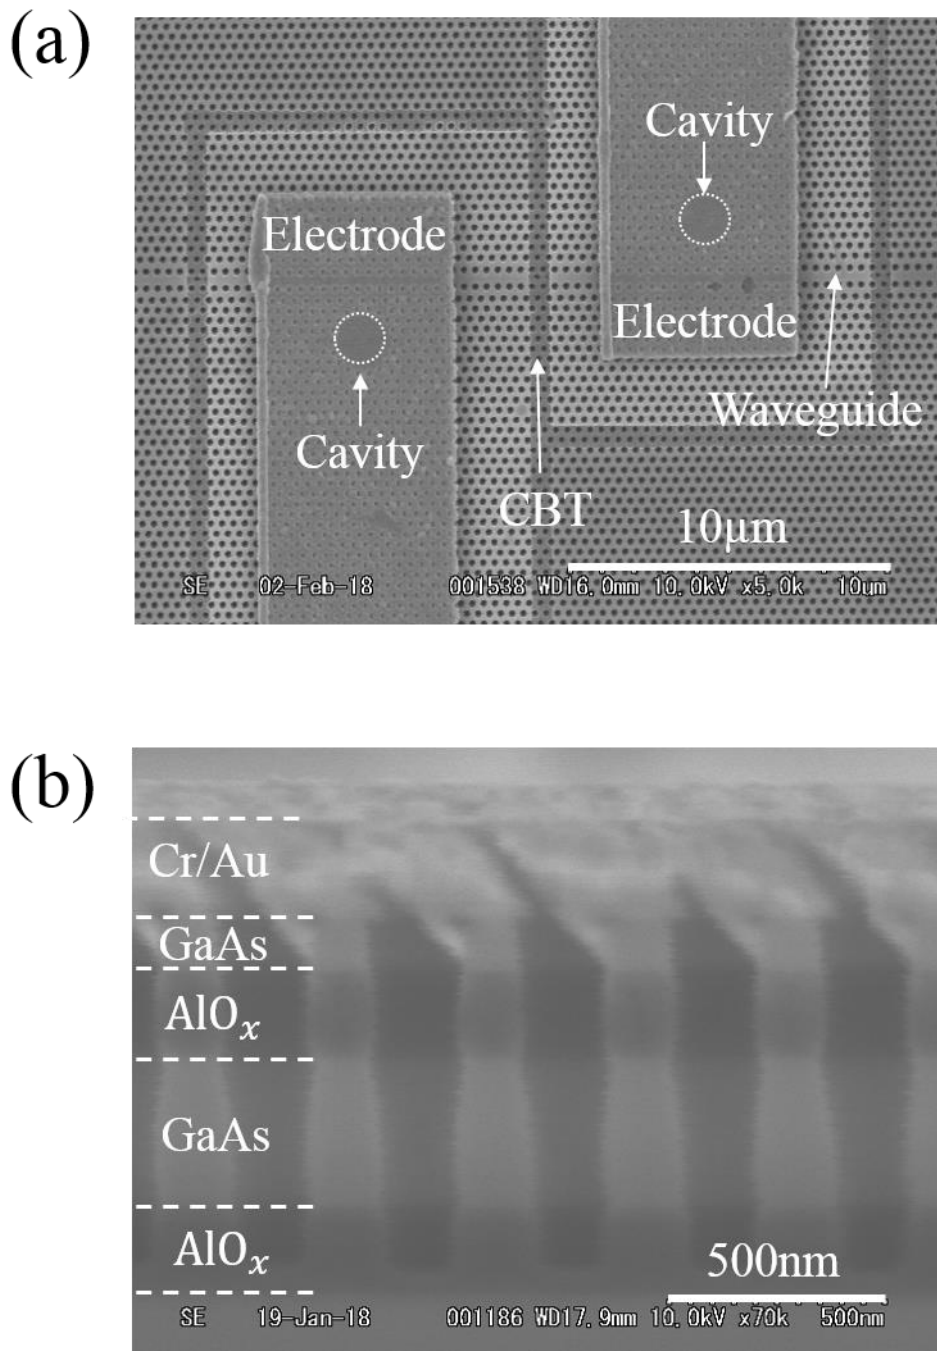 (a)
Cavity
Electrode
Electrode
Waveguide
Cavity
CBT
10μm
SE 02-Feb-18 001538 WD16.0mm 10.0kV x5.0k 10um
(b)
Cr/Au
GaAs
AlOx
GaAs
AlOx
500nm
SE 19-Jan-18 001186 WD17.9mm 10.0kV x70k 500nm